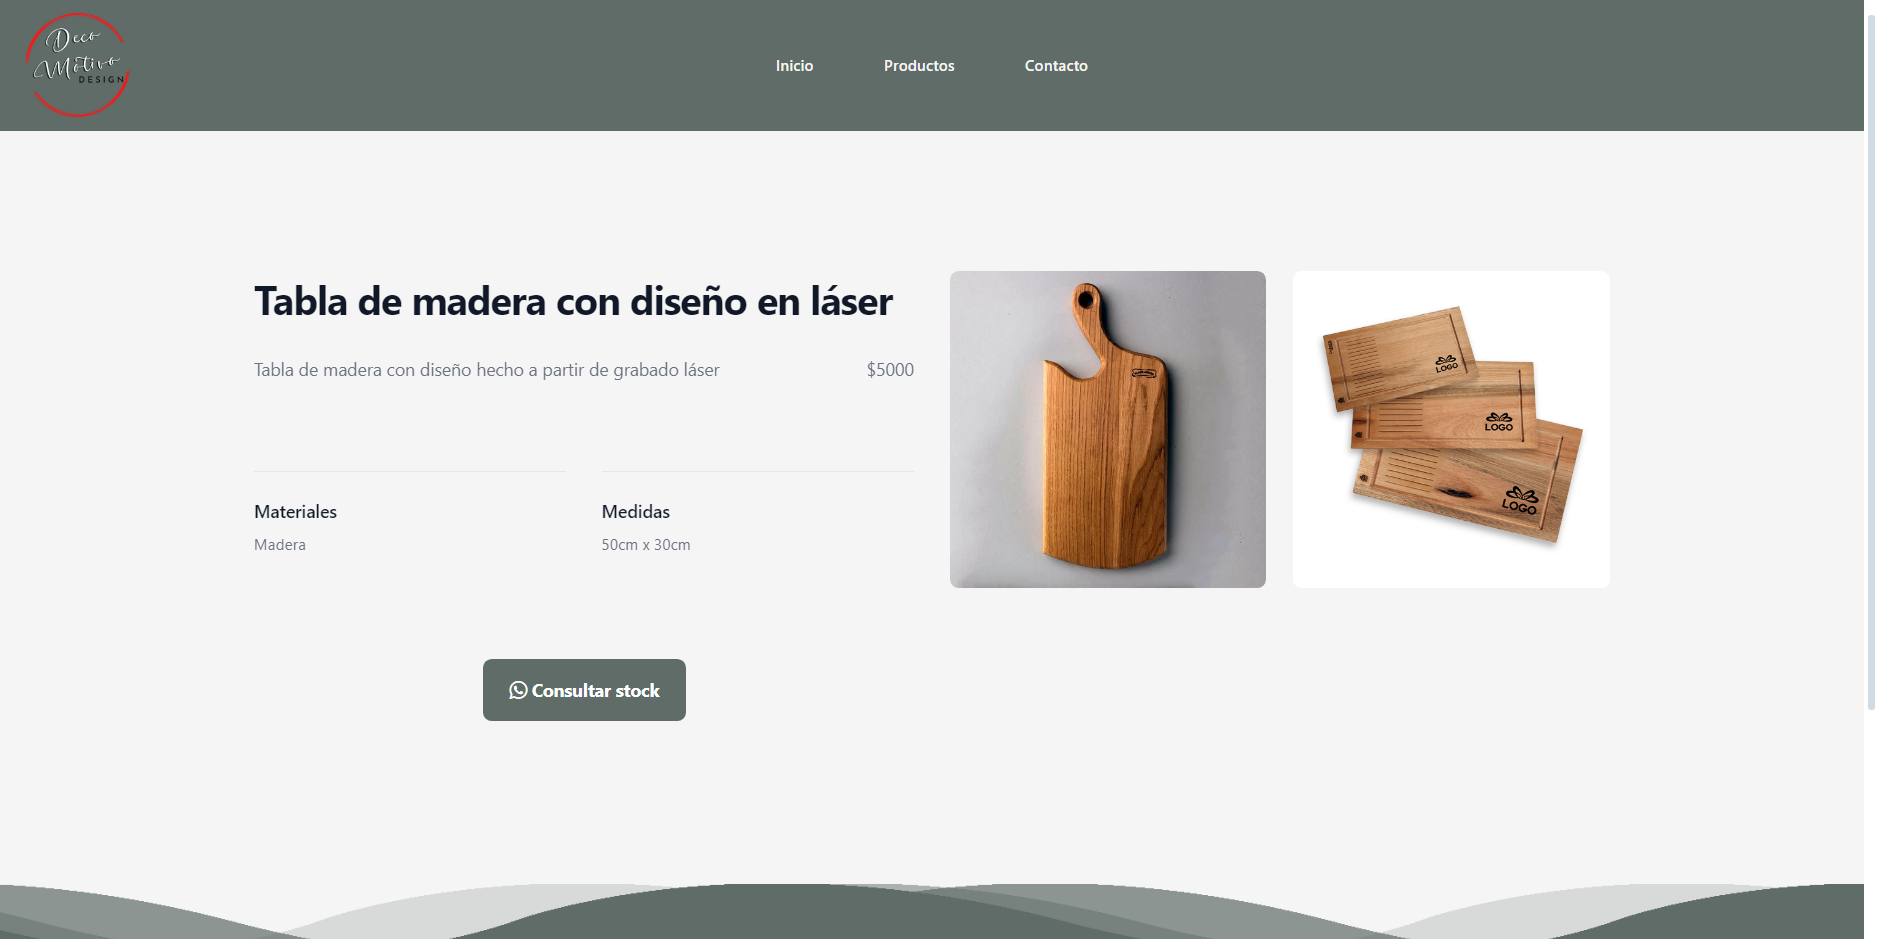 Deco
Motivo
DESIGN
Inicio
Productos
Contacto
Tabla de madera con diseño en láser
Tabla de madera con diseño hecho a partir de grabado láser
$5000
Materiales
Madera
Medidas
50cm x 30cm
LOGO
LOGO
LOGO
Consultar stock